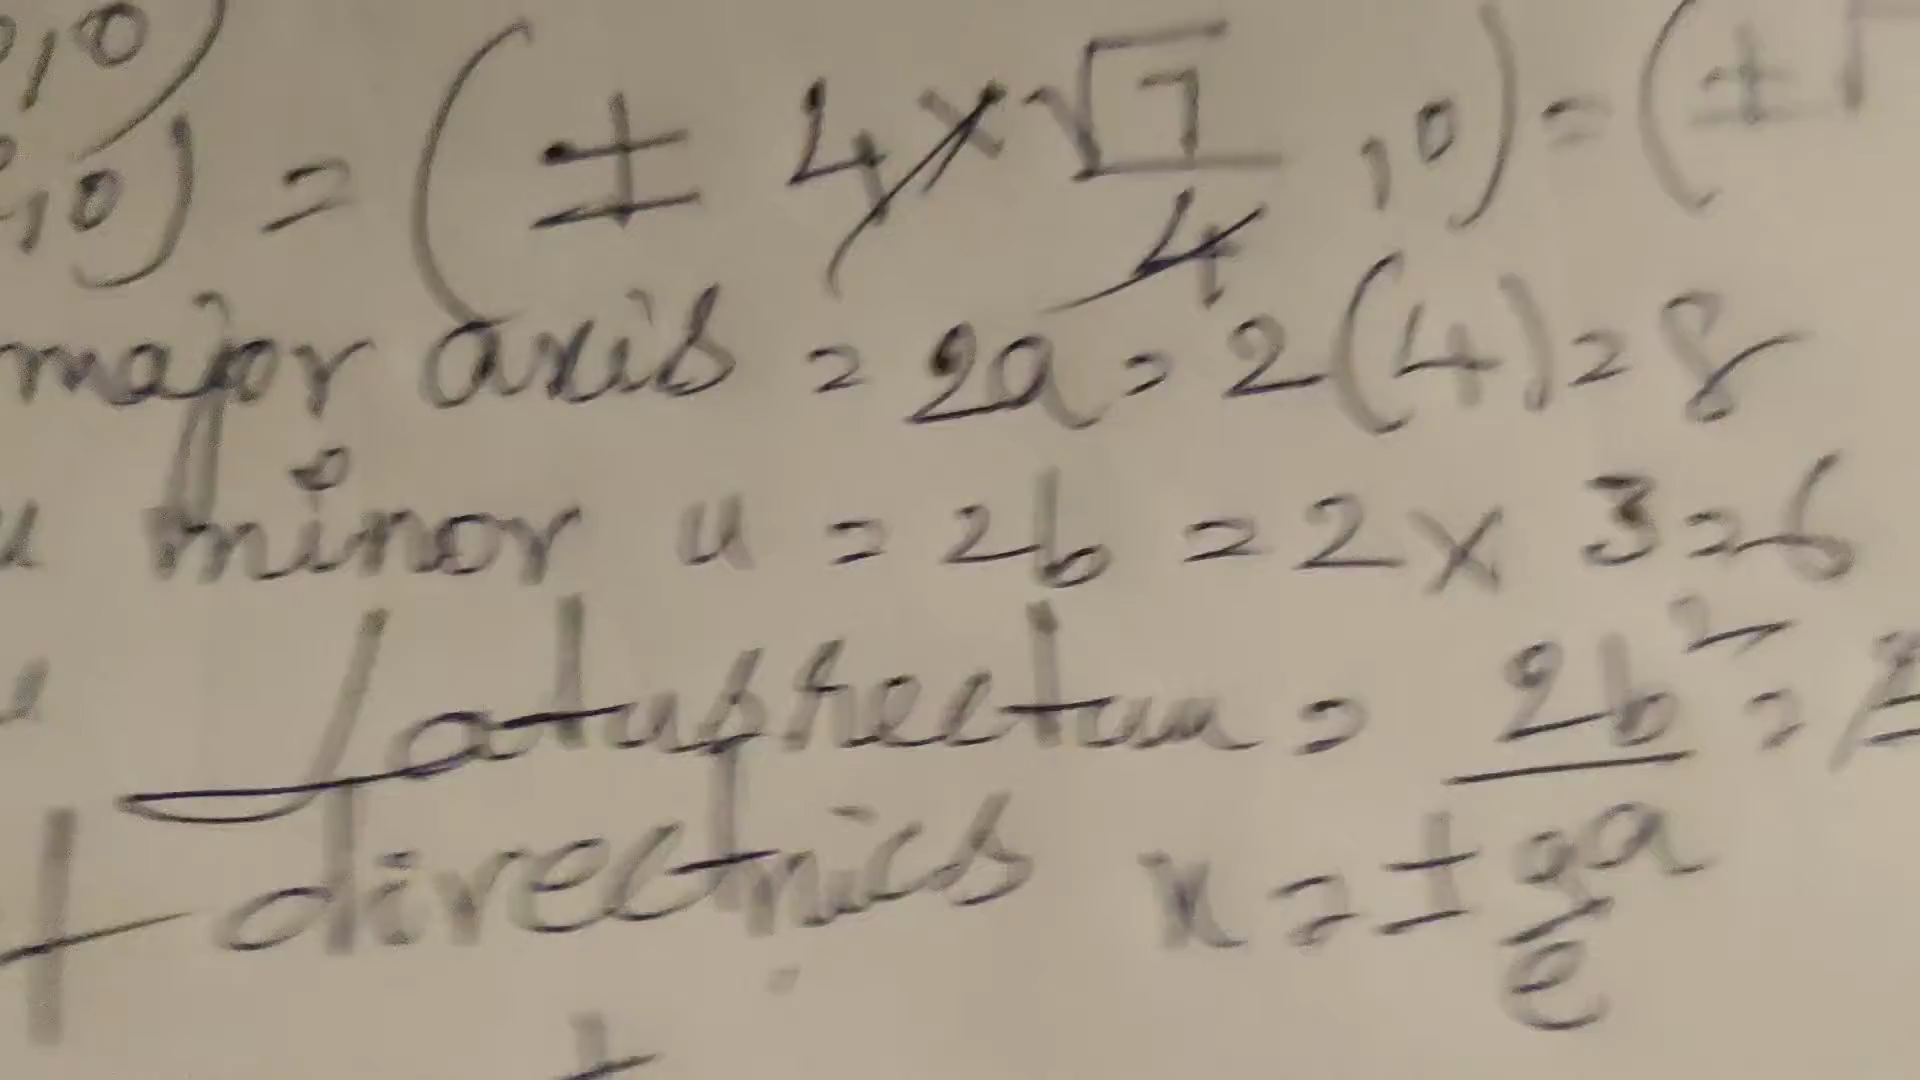 ,0)
,0) = (± 4 × √7/4 , 0) = (±
major axis = 2a = 2(4) = 8
u minor u = 2b = 2 × 3 = 6
Latusrectum = 2b²/a =
directrics x = ± a/e